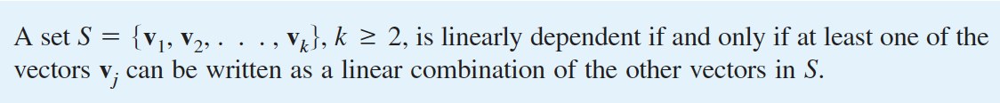 A set S = {v₁, v₂, . . . , vₖ}, k ≥ 2, is linearly dependent if and only if at least one of the
vectors vⱼ can be written as a linear combination of the other vectors in S.